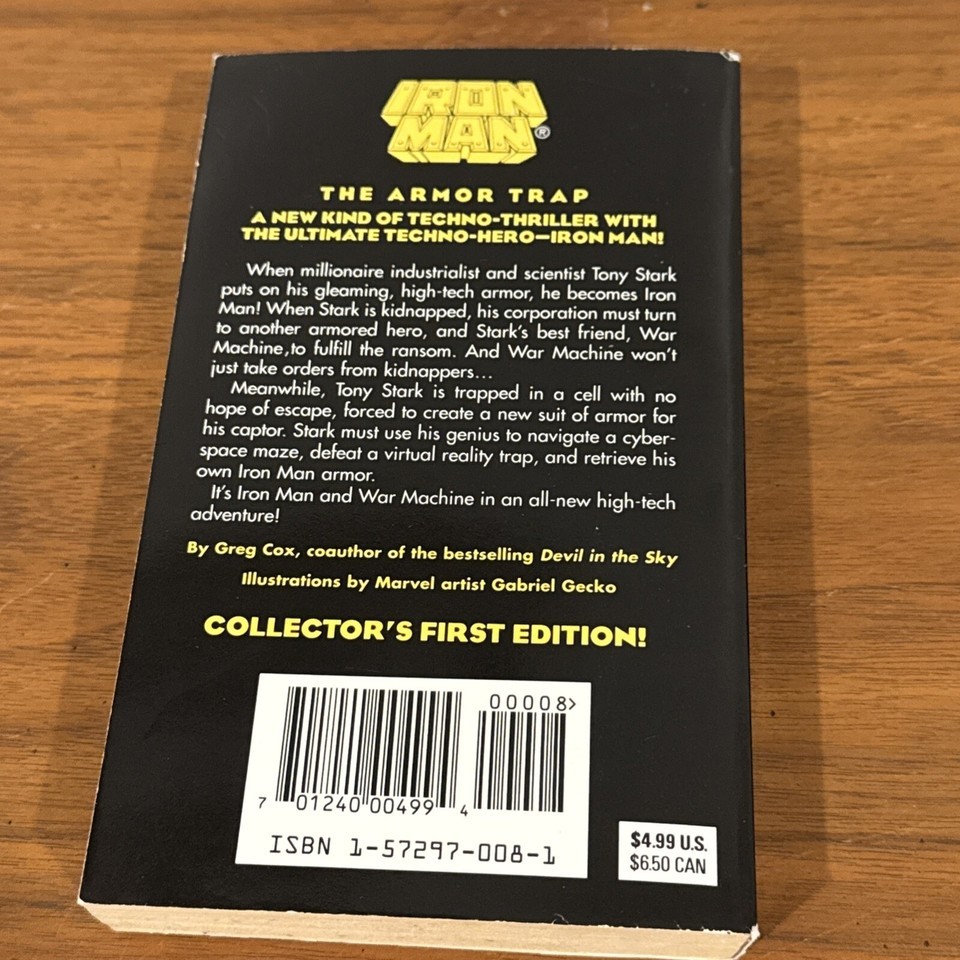 IRON
MAN®
THE ARMOR TRAP
A NEW KIND OF TECHNO-THRILLER WITH
THE ULTIMATE TECHNO-HERO—IRON MAN!
When millionaire industrialist and scientist Tony Stark
puts on his gleaming, high-tech armor, he becomes Iron
Man! When Stark is kidnapped, his corporation must turn
to another armored hero, and Stark's best friend, War
Machine,to fulfill the ransom. And War Machine won't
just take orders from kidnappers...
Meanwhile, Tony Stark is trapped in a cell with no
hope of escape, forced to create a new suit of armor for
his captor. Stark must use his genius to navigate a cyber-
space maze, defeat a virtual reality trap, and retrieve his
own Iron Man armor.
It's Iron Man and War Machine in an all-new high-tech
adventure!
By Greg Cox, coauthor of the bestselling Devil in the Sky
Illustrations by Marvel artist Gabriel Gecko
COLLECTOR'S FIRST EDITION!
00008>
7 01240 00499 4
ISBN 1-57297-008-1
$4.99 U.S.
$6.50 CAN